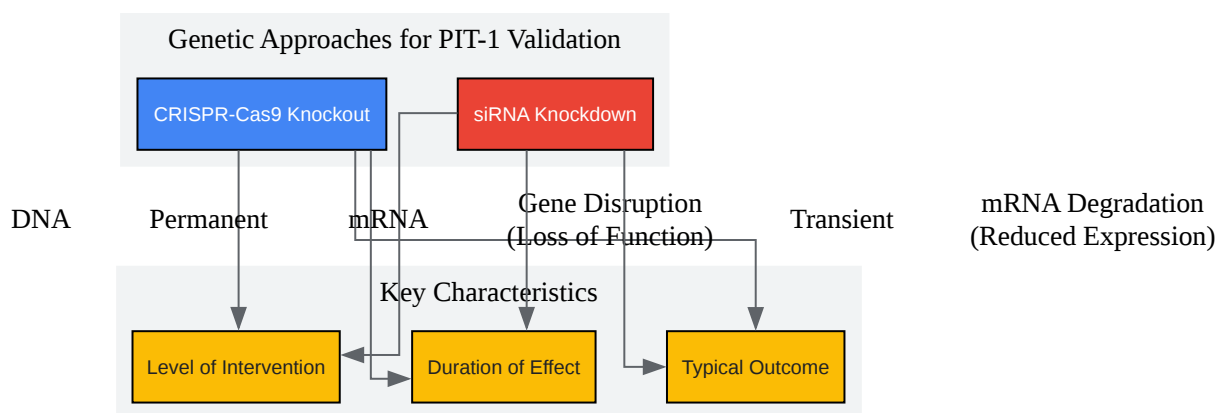 Genetic Approaches for PIT-1 Validation
CRISPR-Cas9 Knockout
siRNA Knockdown
DNA
Permanent
mRNA
Gene Disruption
(Loss of Function)
Transient
mRNA Degradation
(Reduced Expression)
Key Characteristics
Level of Intervention
Duration of Effect
Typical Outcome